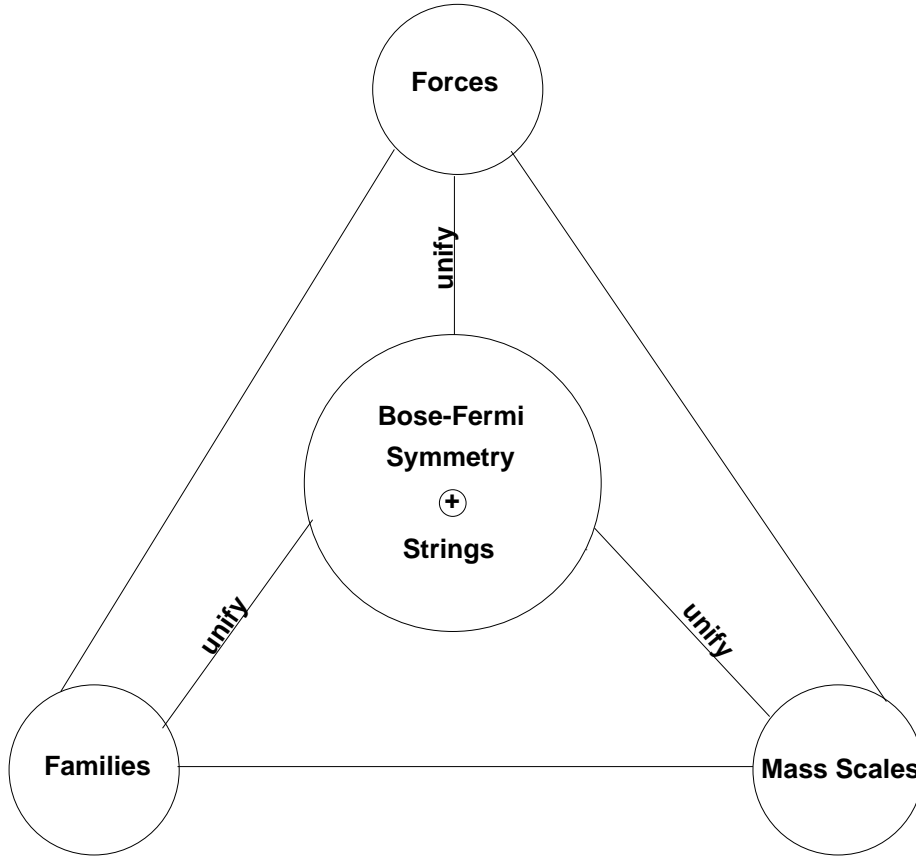 Forces
unify
Bose-Fermi
Symmetry
+
Strings
unify
unify
Families
Mass Scales